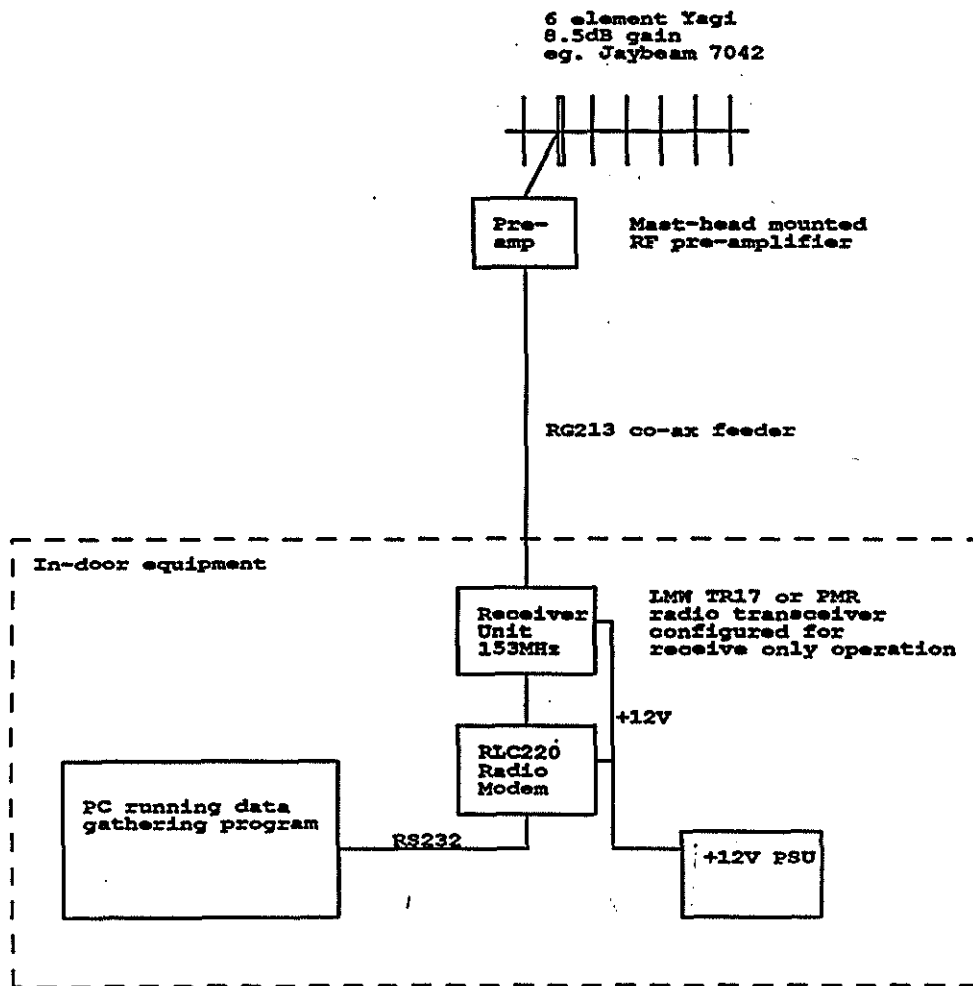 6 element Yagi
8.5dB gain
eg. Jaybeam 7042
Pre-
amp
Mast-head mounted
RF pre-amplifier
RG213 co-ax feeder
In-door equipment
Receiver
Unit
153MHz
LMW TR17 or PMR
radio transceiver
configured for
receive only operation
+12V
RLC220
Radio
Modem
PC running data
gathering program
RS232
+12V PSU